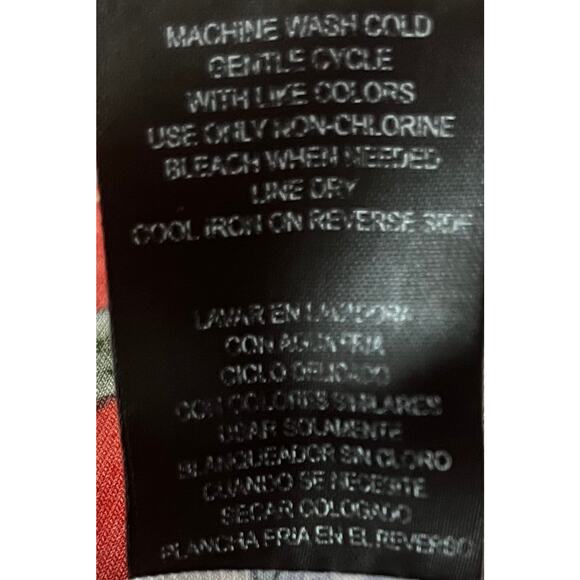 MACHINE WASH COLD
GENTLE CYCLE
WITH LIKE COLORS
USE ONLY NON-CHLORINE
BLEACH WHEN NEEDED
LINE DRY
COOL IRON ON REVERSE SIDE
LAVAR EN LAVADORA
CON AGUA FRIA
CICLO DELICADO
CON COLORES SIMILARES
USAR SOLAMENTE
BLANQUEADOR SIN CLORO
CUANDO SE NECESITE
SECAR COLOGADO
PLANCHA FRIA EN EL REVERSO